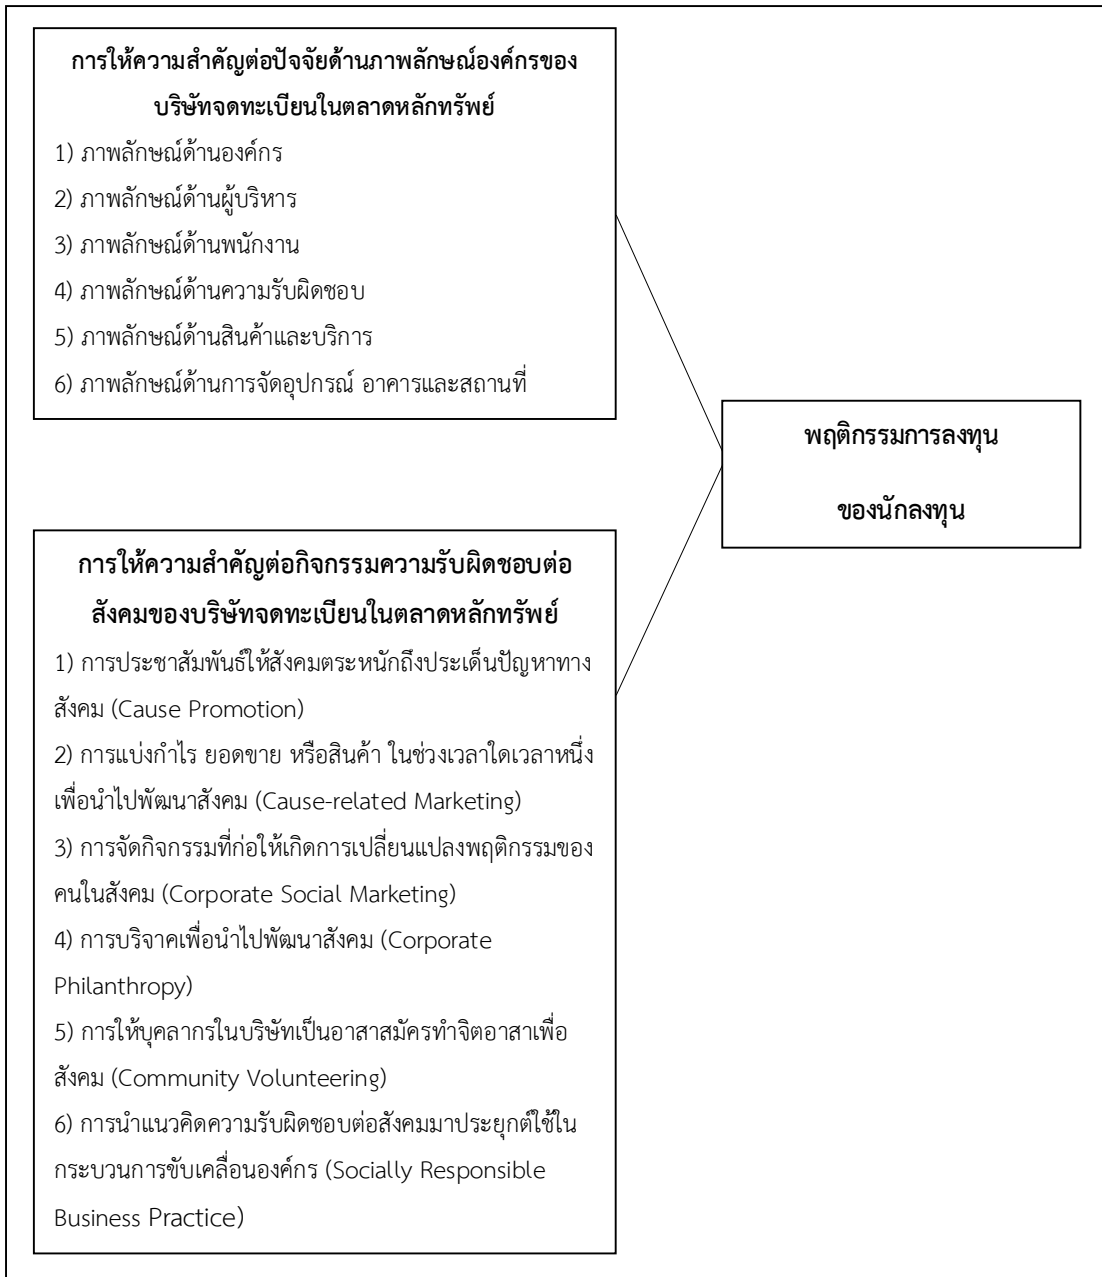 การให้ความสำคัญต่อปัจจัยด้านภาพลักษณ์องค์กรของ
บริษัทจดทะเบียนในตลาดหลักทรัพย์
1) ภาพลักษณ์ด้านองค์กร
2) ภาพลักษณ์ด้านผู้บริหาร
3) ภาพลักษณ์ด้านพนักงาน
4) ภาพลักษณ์ด้านความรับผิดชอบ
5) ภาพลักษณ์ด้านสินค้าและบริการ
6) ภาพลักษณ์ด้านการจัดอุปกรณ์ อาคารและสถานที่
พฤติกรรมการลงทุน
ของนักลงทุน
การให้ความสำคัญต่อกิจกรรมความรับผิดชอบต่อ
สังคมของบริษัทจดทะเบียนในตลาดหลักทรัพย์
1) การประชาสัมพันธ์ให้สังคมตระหนักถึงประเด็นปัญหาทาง
สังคม (Cause Promotion)
2) การแบ่งกำไร ยอดขาย หรือสินค้า ในช่วงเวลาใดเวลาหนึ่ง
เพื่อนำไปพัฒนาสังคม (Cause-related Marketing)
3) การจัดกิจกรรมที่ก่อให้เกิดการเปลี่ยนแปลงพฤติกรรมของ
คนในสังคม (Corporate Social Marketing)
4) การบริจาคเพื่อนำไปพัฒนาสังคม (Corporate
Philanthropy)
5) การให้บุคลากรในบริษัทเป็นอาสาสมัครทำจิตอาสาเพื่อ
สังคม (Community Volunteering)
6) การนำแนวคิดความรับผิดชอบต่อสังคมมาประยุกต์ใช้ใน
กระบวนการขับเคลื่อนองค์กร (Socially Responsible
Business Practice)